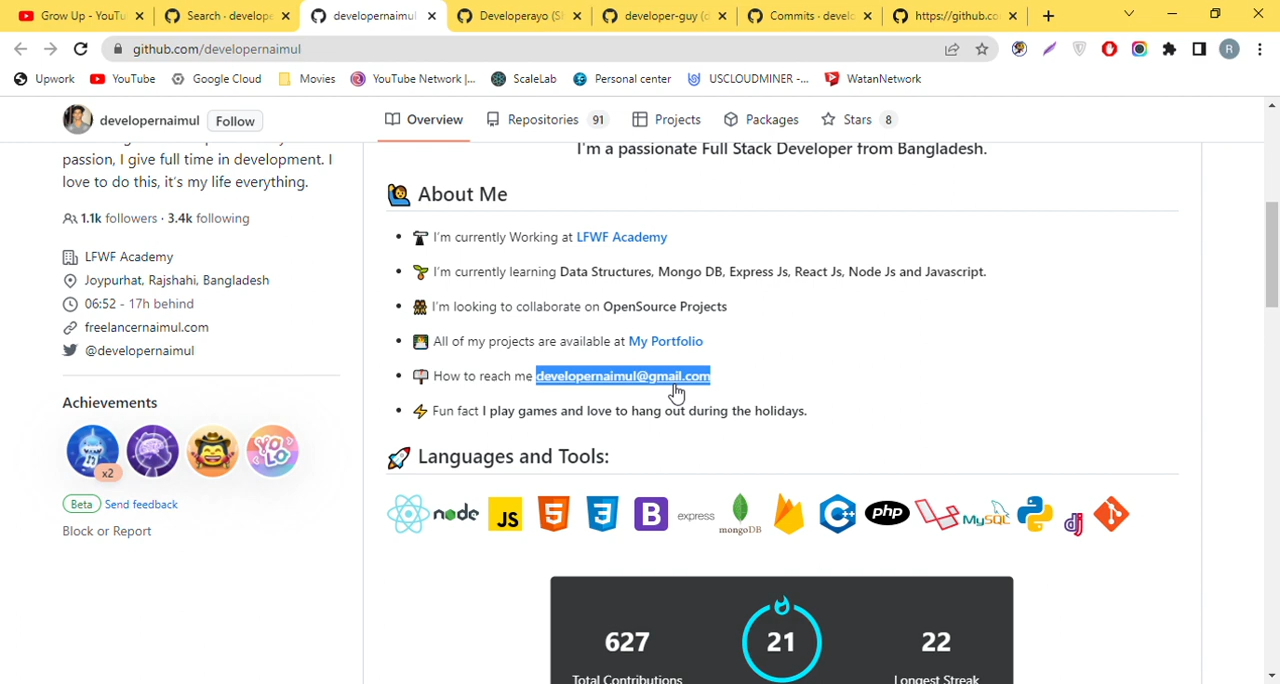 Grow Up - YouTu
Search · develope
developernaimul
Developerayo (S
developer-guy (d
Commits · develo
https://github.co
github.com/developernaimul
R
Upwork
YouTube
Google Cloud
Movies
YouTube Network |...
ScaleLab
Personal center
USCLOUDMINER -...
WatanNetwork
developernaimul
Follow
Overview
Repositories 91
Projects
Packages
Stars 8
passion, I give full time in development. I
love to do this, it's my life everything.
1.1k followers · 3.4k following
LFWF Academy
Joypurhat, Rajshahi, Bangladesh
06:52 - 17h behind
freelancernaimul.com
@developernaimul
Achievements
x2
YOLO
Beta Send feedback
Block or Report
I'm a passionate Full Stack Developer from Bangladesh.
About Me
I'm currently Working at LFWF Academy
I'm currently learning Data Structures, Mongo DB, Express Js, React Js, Node Js and Javascript.
I'm looking to collaborate on OpenSource Projects
All of my projects are available at My Portfolio
How to reach me developernaimul@gmail.com
Fun fact I play games and love to hang out during the holidays.
Languages and Tools:
node JS 5 3 B express mongoDB C++ php MySQL dj
627 21 22
Total Contributions Longest Streak